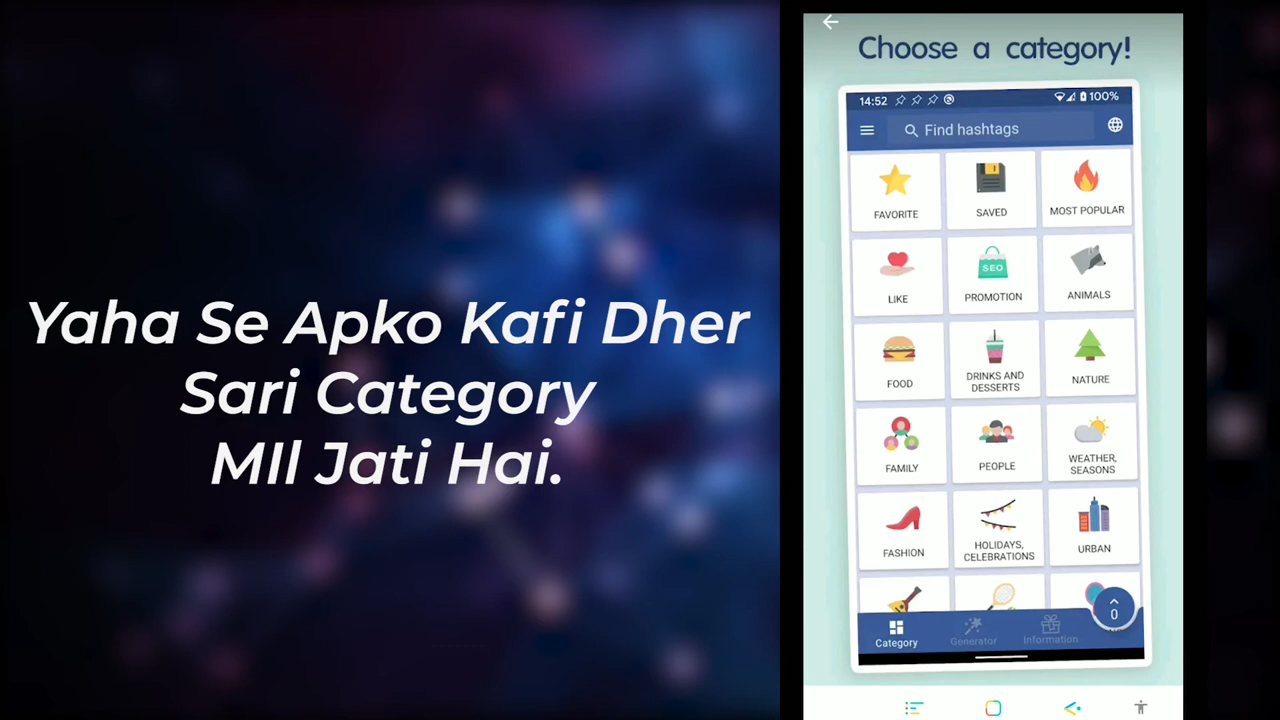 Yaha Se Apko Kafi Dher
Sari Category
MIl Jati Hai.
Choose a category!
14:52
100%
Find hashtags
FAVORITE
SAVED
MOST POPULAR
LIKE
SEO
PROMOTION
ANIMALS
FOOD
DRINKS AND
DESSERTS
NATURE
FAMILY
PEOPLE
WEATHER,
SEASONS
FASHION
HOLIDAYS,
CELEBRATIONS
URBAN
0
Category
Generator
Information